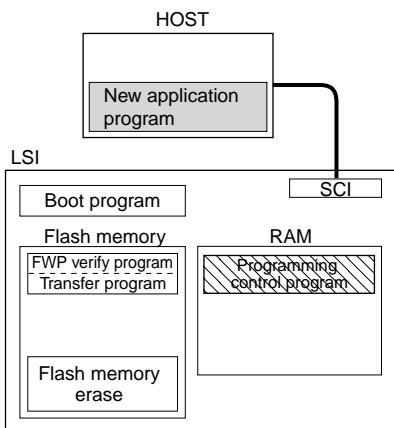 HOST
New application
program
LSI
SCI
Boot program
Flash memory
RAM
FWP verify program
Transfer program
Programming
control program
Flash memory
erase